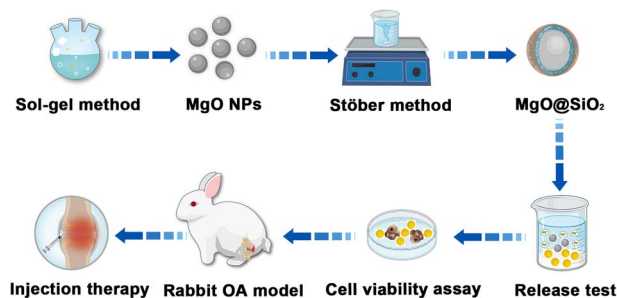 Sol-gel method
MgO NPs
Stöber method
MgO@SiO₂
Injection therapy
Rabbit OA model
Cell viability assay
Release test